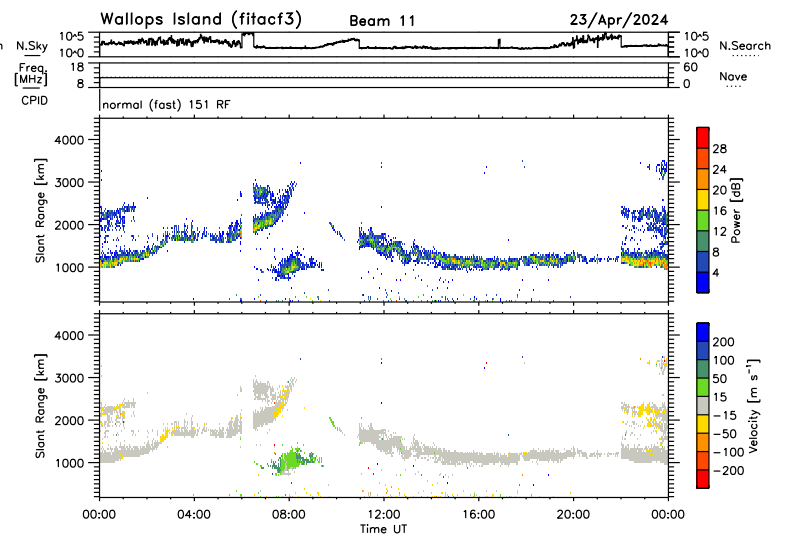 Wallops Island (fitacf3) Beam 11 23/Apr/2024
N.Sky 10^5 10^0 10^5 10^0 N.Search
Freq. [MHz] 18 8 60 0 Nave
CPID normal (fast) 151 RF
Slant Range [km] 4000 3000 2000 1000
Power [dB] 28 24 20 16 12 8 4
Slant Range [km] 4000 3000 2000 1000
Velocity [m s⁻¹] 200 100 50 15 −15 −50 −100 −200
00:00 04:00 08:00 12:00 16:00 20:00 00:00
Time UT